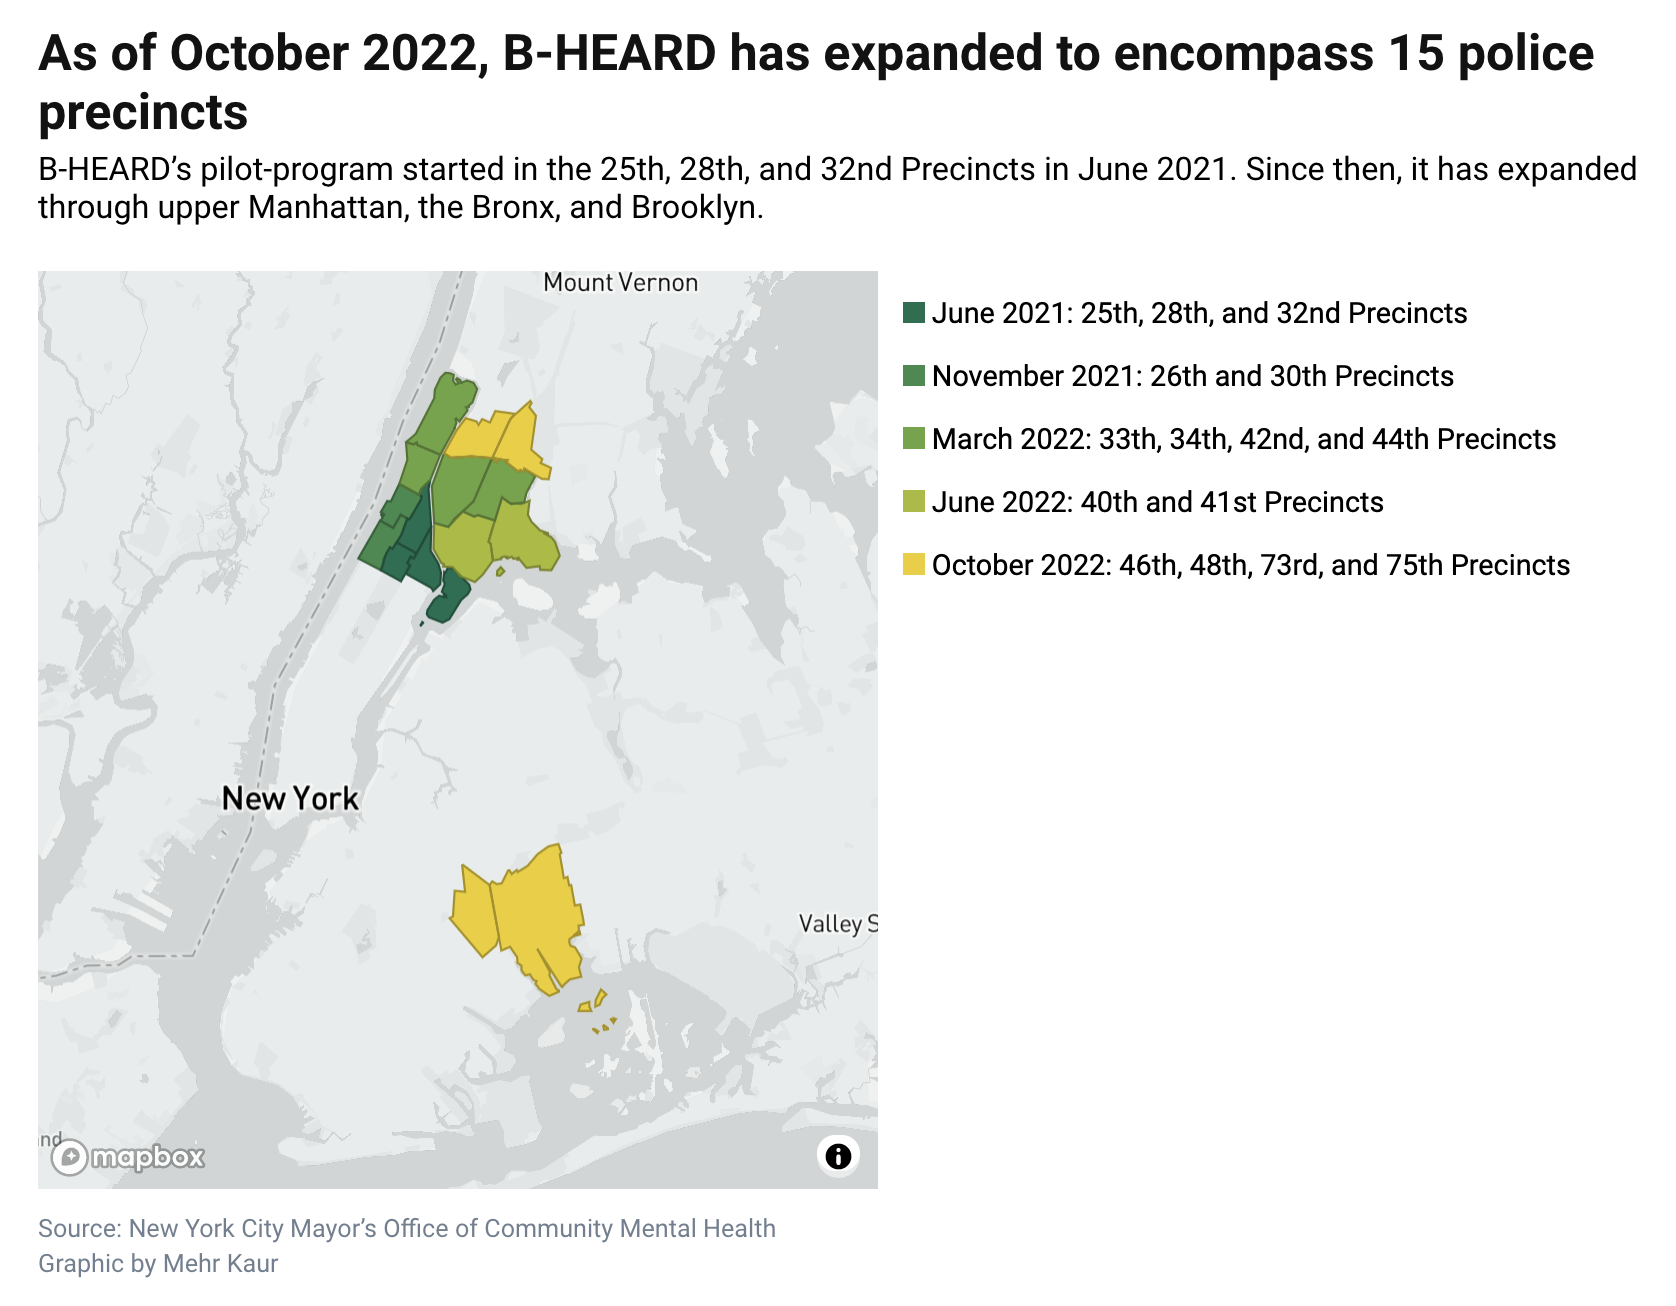 As of October 2022, B-HEARD has expanded to encompass 15 police
precincts
B-HEARD’s pilot-program started in the 25th, 28th, and 32nd Precincts in June 2021. Since then, it has expanded
through upper Manhattan, the Bronx, and Brooklyn.
Mount Vernon
June 2021: 25th, 28th, and 32nd Precincts
November 2021: 26th and 30th Precincts
March 2022: 33rd, 34th, 42nd, and 44th Precincts
June 2022: 40th and 41st Precincts
October 2022: 46th, 48th, 73rd, and 75th Precincts
New York
Valley S
nd
mapbox
Source: New York City Mayor’s Office of Community Mental Health
Graphic by Mehr Kaur